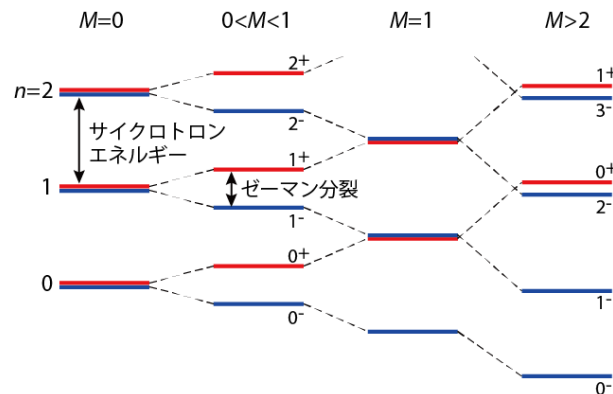 M=0
0<M<1
M=1
M>2
n=2
1
0
サイクロトロン
エネルギー
2+
2-
1+
ゼーマン分裂
1-
0+
0-
1+
3-
0+
2-
1-
0-